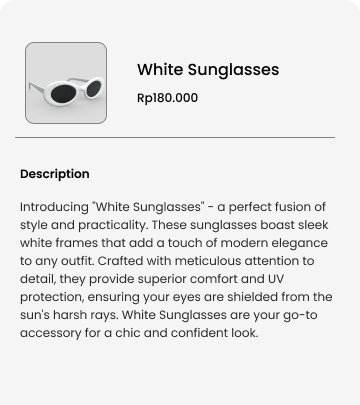 White Sunglasses
Rp180.000
Description
Introducing "White Sunglasses" - a perfect fusion of
style and practicality. These sunglasses boast sleek
white frames that add a touch of modern elegance
to any outfit. Crafted with meticulous attention to
detail, they provide superior comfort and UV
protection, ensuring your eyes are shielded from the
sun's harsh rays. White Sunglasses are your go-to
accessory for a chic and confident look.